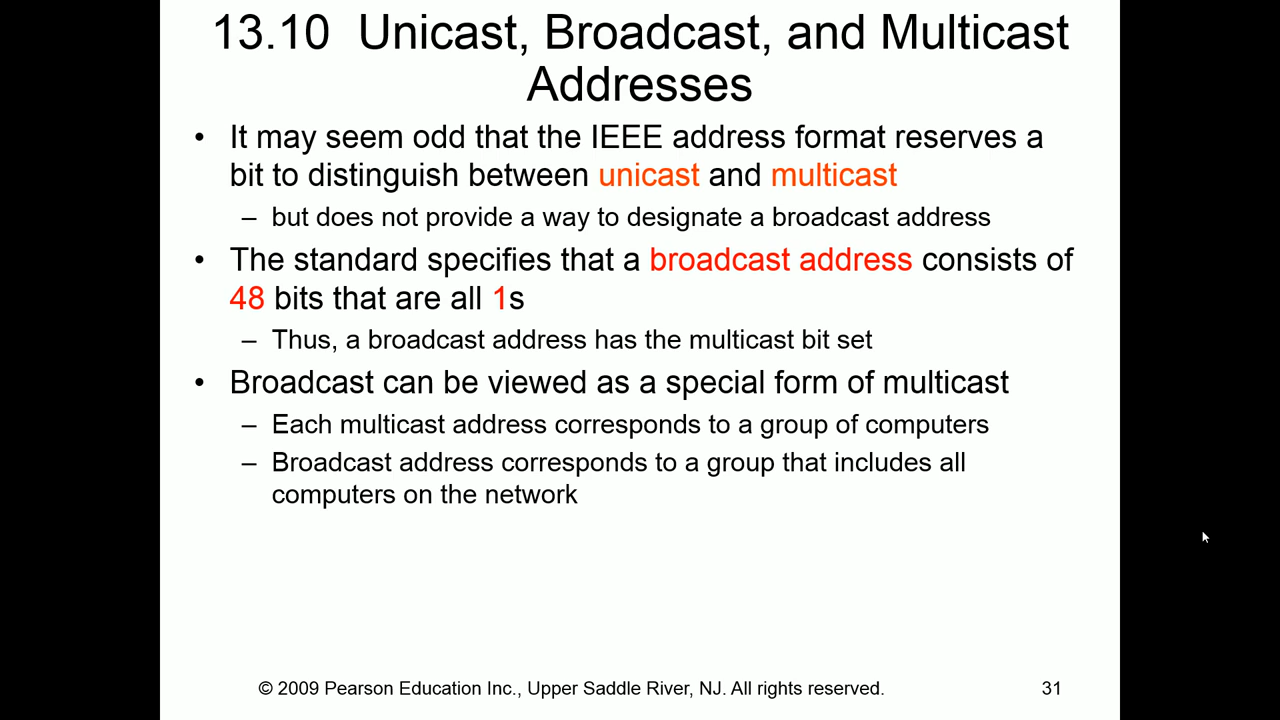 13.10 Unicast, Broadcast, and Multicast
Addresses
• It may seem odd that the IEEE address format reserves a
bit to distinguish between unicast and multicast
– but does not provide a way to designate a broadcast address
• The standard specifies that a broadcast address consists of
48 bits that are all 1s
– Thus, a broadcast address has the multicast bit set
• Broadcast can be viewed as a special form of multicast
– Each multicast address corresponds to a group of computers
– Broadcast address corresponds to a group that includes all
computers on the network
© 2009 Pearson Education Inc., Upper Saddle River, NJ. All rights reserved.
31